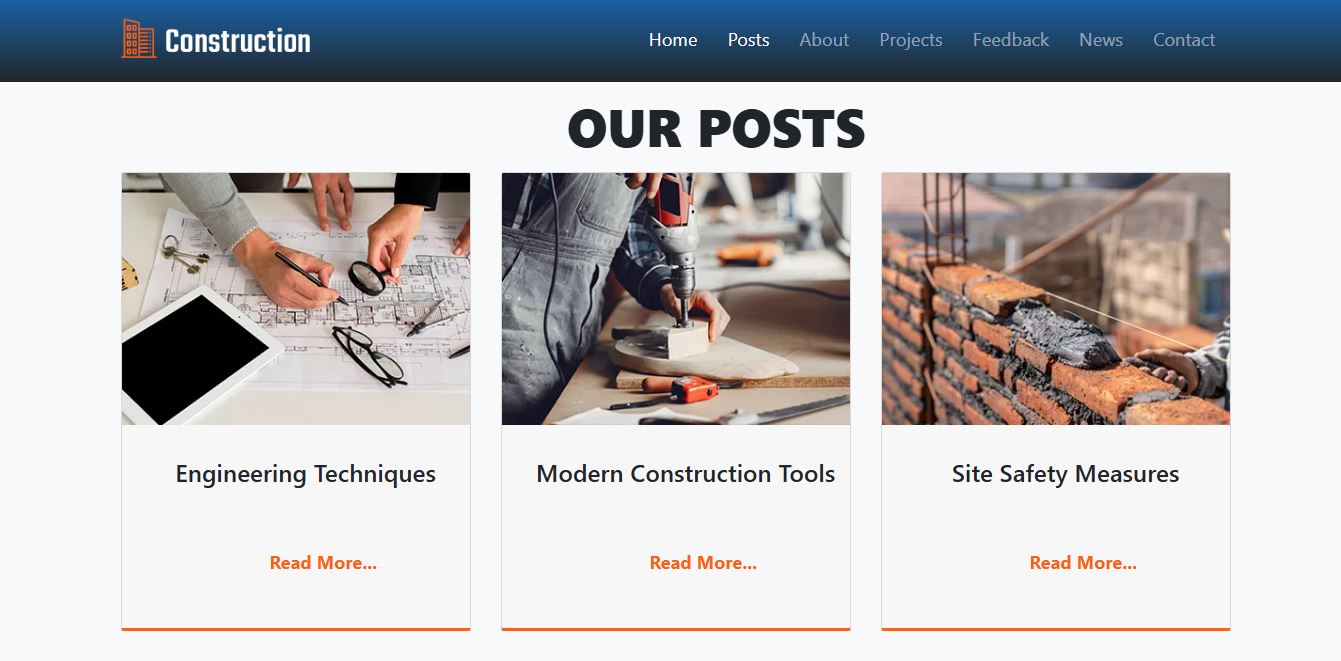 Construction
Home Posts About Projects Feedback News Contact
OUR POSTS
Engineering Techniques
Modern Construction Tools
Site Safety Measures
Read More...
Read More...
Read More...